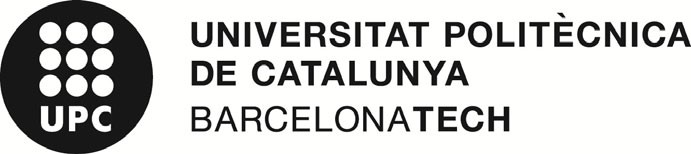 UPC
UNIVERSITAT POLITÈCNICA
DE CATALUNYA
BARCELONATECH